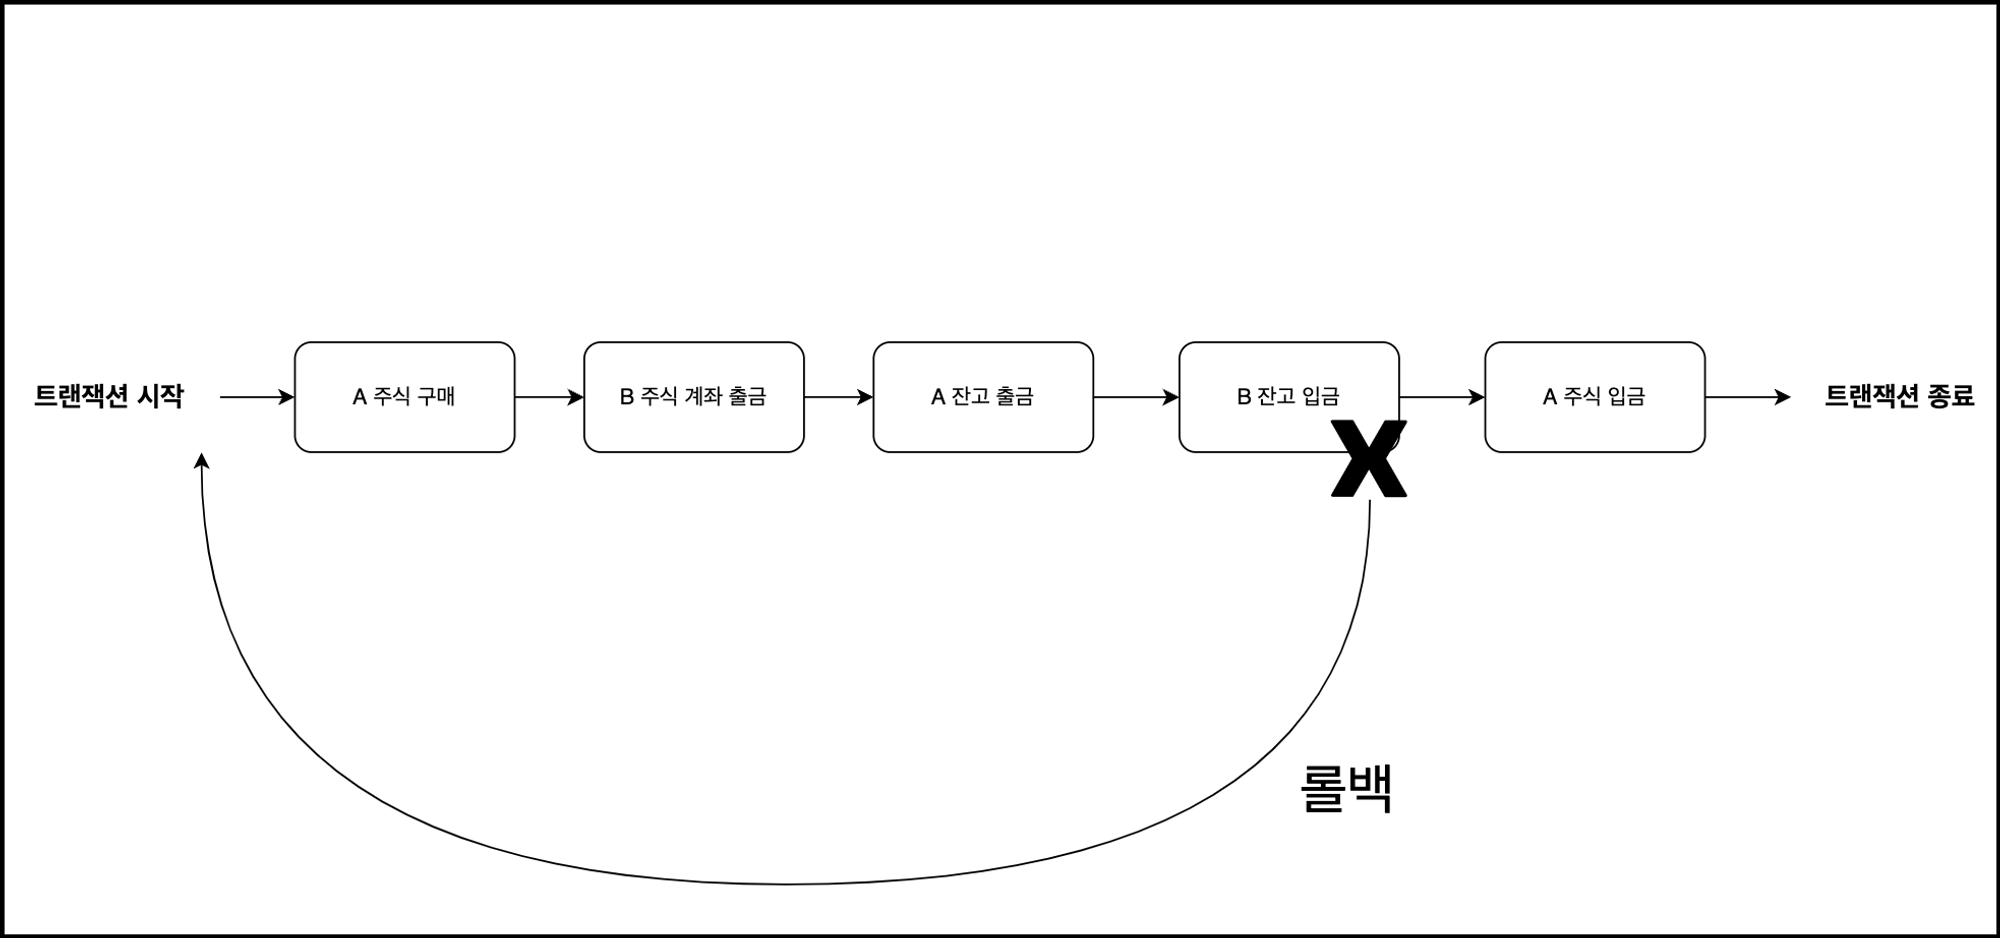 트랜잭션 시작
A 주식 구매
B 주식 계좌 출금
A 잔고 출금
B 잔고 입금
A 주식 입금
트랜잭션 종료
X
롤백